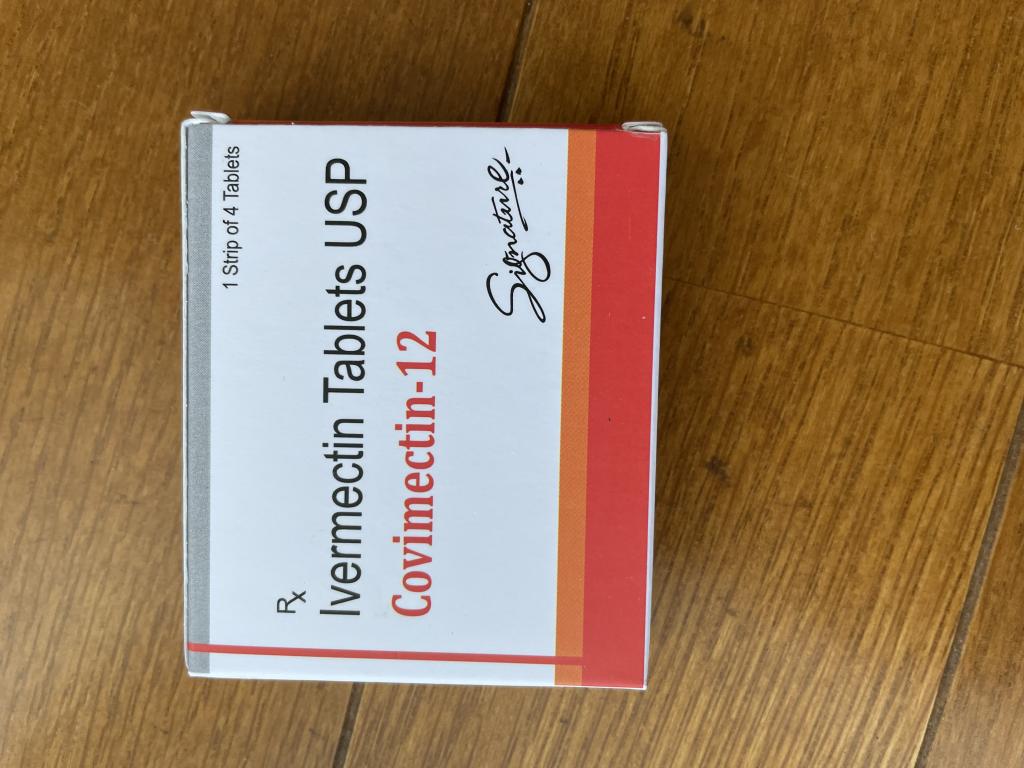 1 Strip of 4 Tablets
Rx
Ivermectin Tablets USP
Covimectin-12
Signature